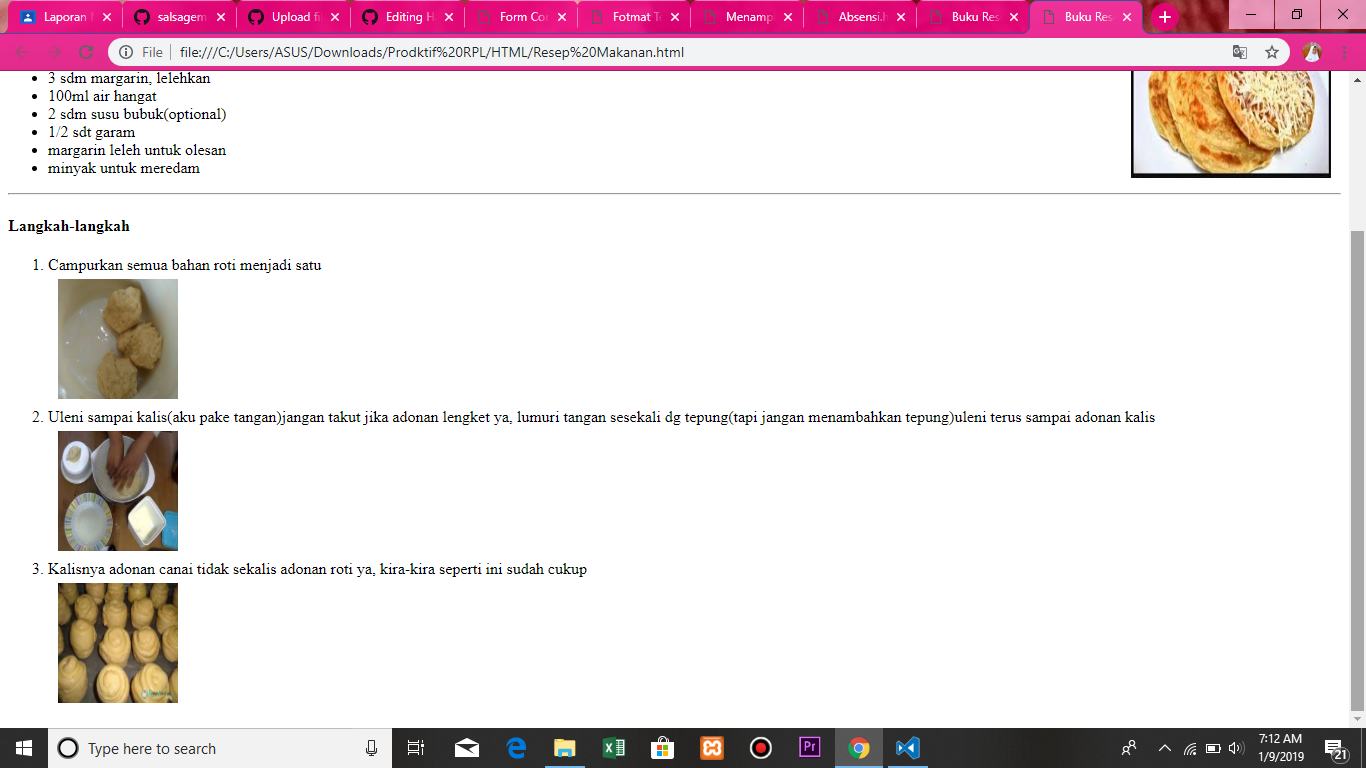 Laporan
salsagem
Upload fi
Editing H
Form Co
Fotmat T
Menamp
Absensi.h
Buku Res
Buku Res
File
file:///C:/Users/ASUS/Downloads/Prodktif%20RPL/HTML/Resep%20Makanan.html
3 sdm margarin, lelehkan
100ml air hangat
2 sdm susu bubuk(optional)
1/2 sdt garam
margarin leleh untuk olesan
minyak untuk meredam
Langkah-langkah
1. Campurkan semua bahan roti menjadi satu
2. Uleni sampai kalis(aku pake tangan)jangan takut jika adonan lengket ya, lumuri tangan sesekali dg tepung(tapi jangan menambahkan tepung)uleni terus sampai adonan kalis
3. Kalisnya adonan canai tidak sekalis adonan roti ya, kira-kira seperti ini sudah cukup
Type here to search
Pr
7:12 AM
1/9/2019
21